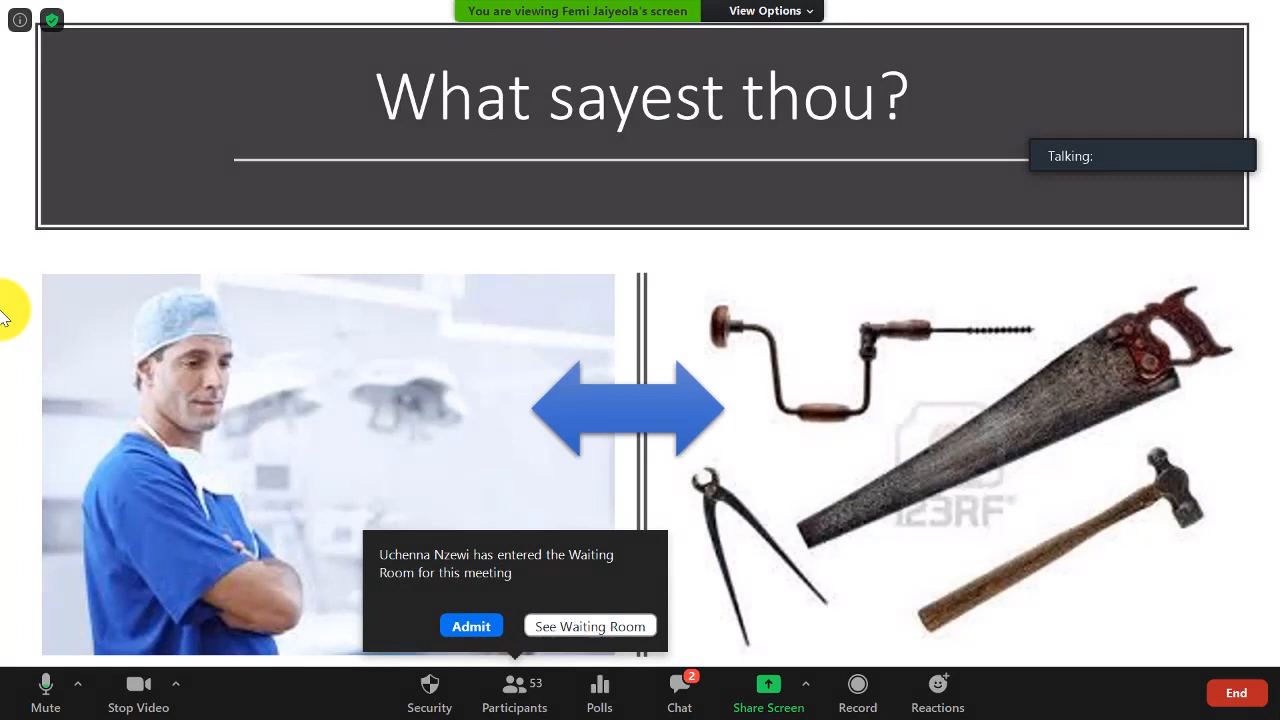 You are viewing Femi Jaiyeola's screen
View Options
What sayest thou?
Talking:
123RF®
Uchenna Nzewi has entered the Waiting
Room for this meeting
Admit
See Waiting Room
Mute
Stop Video
Security
53
Participants
Polls
2
Chat
Share Screen
Record
Reactions
End